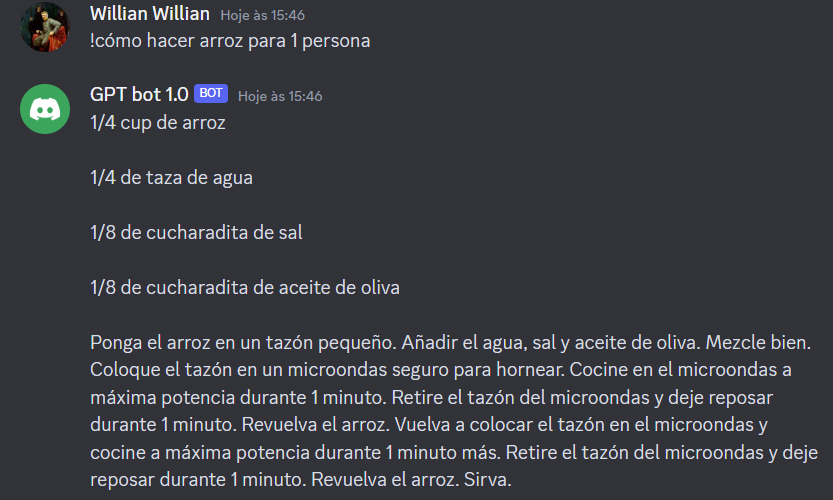 Willian Willian Hoje às 15:46
!cómo hacer arroz para 1 persona
GPT bot 1.0 BOT Hoje às 15:46
1/4 cup de arroz
1/4 de taza de agua
1/8 de cucharadita de sal
1/8 de cucharadita de aceite de oliva
Ponga el arroz en un tazón pequeño. Añadir el agua, sal y aceite de oliva. Mezcle bien.
Coloque el tazón en un microondas seguro para hornear. Cocine en el microondas a
máxima potencia durante 1 minuto. Retire el tazón del microondas y deje reposar
durante 1 minuto. Revuelva el arroz. Vuelva a colocar el tazón en el microondas y
cocine a máxima potencia durante 1 minuto más. Retire el tazón del microondas y deje
reposar durante 1 minuto. Revuelva el arroz. Sirva.